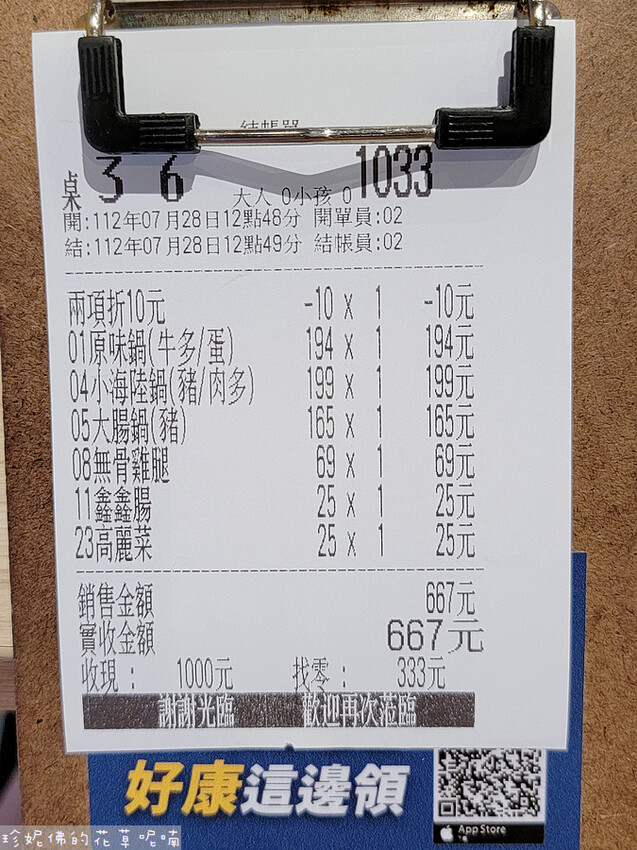 結帳單
桌 36 大人 0小孩 0 1033
開:112年07月28日12點48分 開單員:02
結:112年07月28日12點49分 結帳員:02
兩項折10元 -10 x 1 -10元
01原味鍋(牛多/蛋) 194 x 1 194元
04小海陸鍋(豬/肉多) 199 x 1 199元
05大腸鍋(豬) 165 x 1 165元
08無骨雞腿 69 x 1 69元
11鑫鑫腸 25 x 1 25元
23高麗菜 25 x 1 25元
銷售金額 667元
實收金額 667元
收現: 1000元 找零: 333元
謝謝光臨 歡迎再次蒞臨
好康這邊領
App Store
珍妮佛的花草呢喃